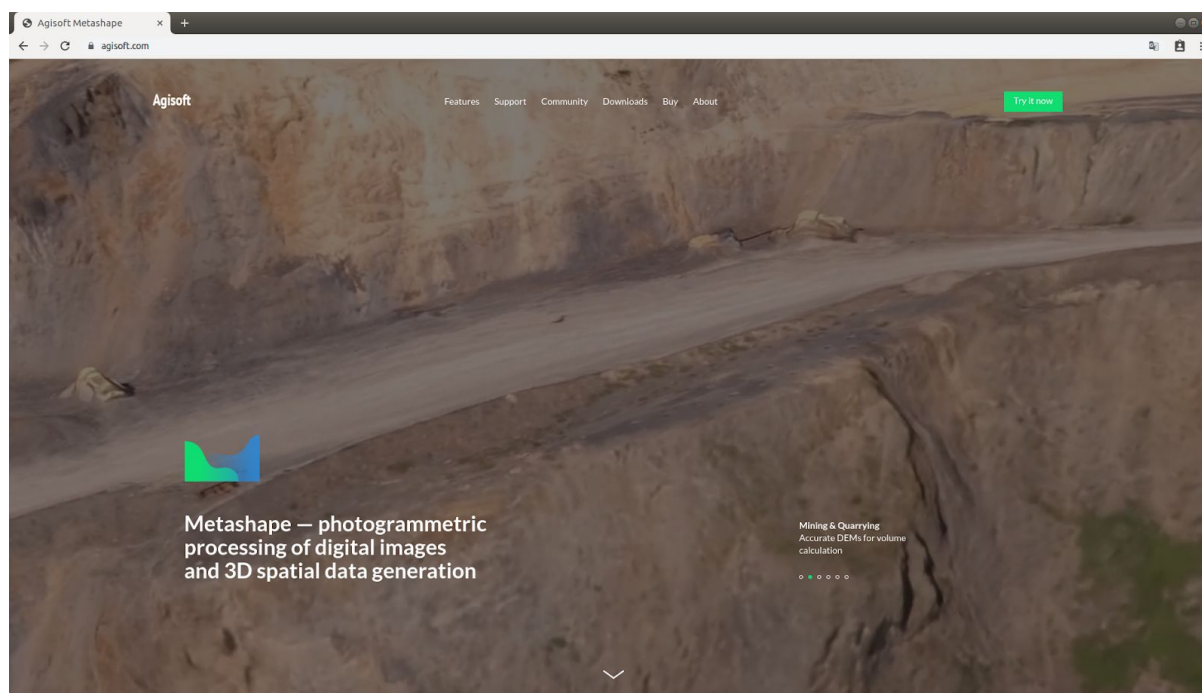 Agisoft Metashape
agisoft.com
Agisoft
Features Support Community Downloads Buy About
Try it now
Metashape — photogrammetric
processing of digital images
and 3D spatial data generation
Mining & Quarrying
Accurate DEMs for volume
calculation